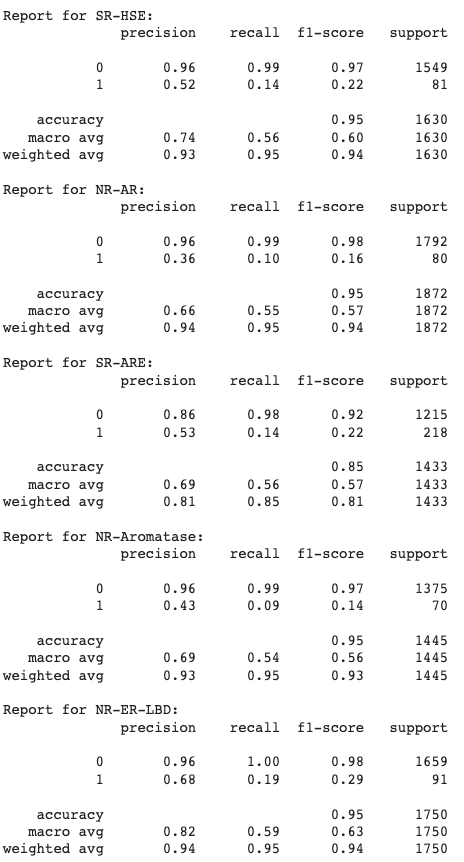 Report for SR-HSE:
precision recall f1-score support
0 0.96 0.99 0.97 1549
1 0.52 0.14 0.22 81
accuracy 0.95 1630
macro avg 0.74 0.56 0.60 1630
weighted avg 0.93 0.95 0.94 1630
Report for NR-AR:
precision recall f1-score support
0 0.96 0.99 0.98 1792
1 0.36 0.10 0.16 80
accuracy 0.95 1872
macro avg 0.66 0.55 0.57 1872
weighted avg 0.94 0.95 0.94 1872
Report for SR-ARE:
precision recall f1-score support
0 0.86 0.98 0.92 1215
1 0.53 0.14 0.22 218
accuracy 0.85 1433
macro avg 0.69 0.56 0.57 1433
weighted avg 0.81 0.85 0.81 1433
Report for NR-Aromatase:
precision recall f1-score support
0 0.96 0.99 0.97 1375
1 0.43 0.09 0.14 70
accuracy 0.95 1445
macro avg 0.69 0.54 0.56 1445
weighted avg 0.93 0.95 0.93 1445
Report for NR-ER-LBD:
precision recall f1-score support
0 0.96 1.00 0.98 1659
1 0.68 0.19 0.29 91
accuracy 0.95 1750
macro avg 0.82 0.59 0.63 1750
weighted avg 0.94 0.95 0.94 1750